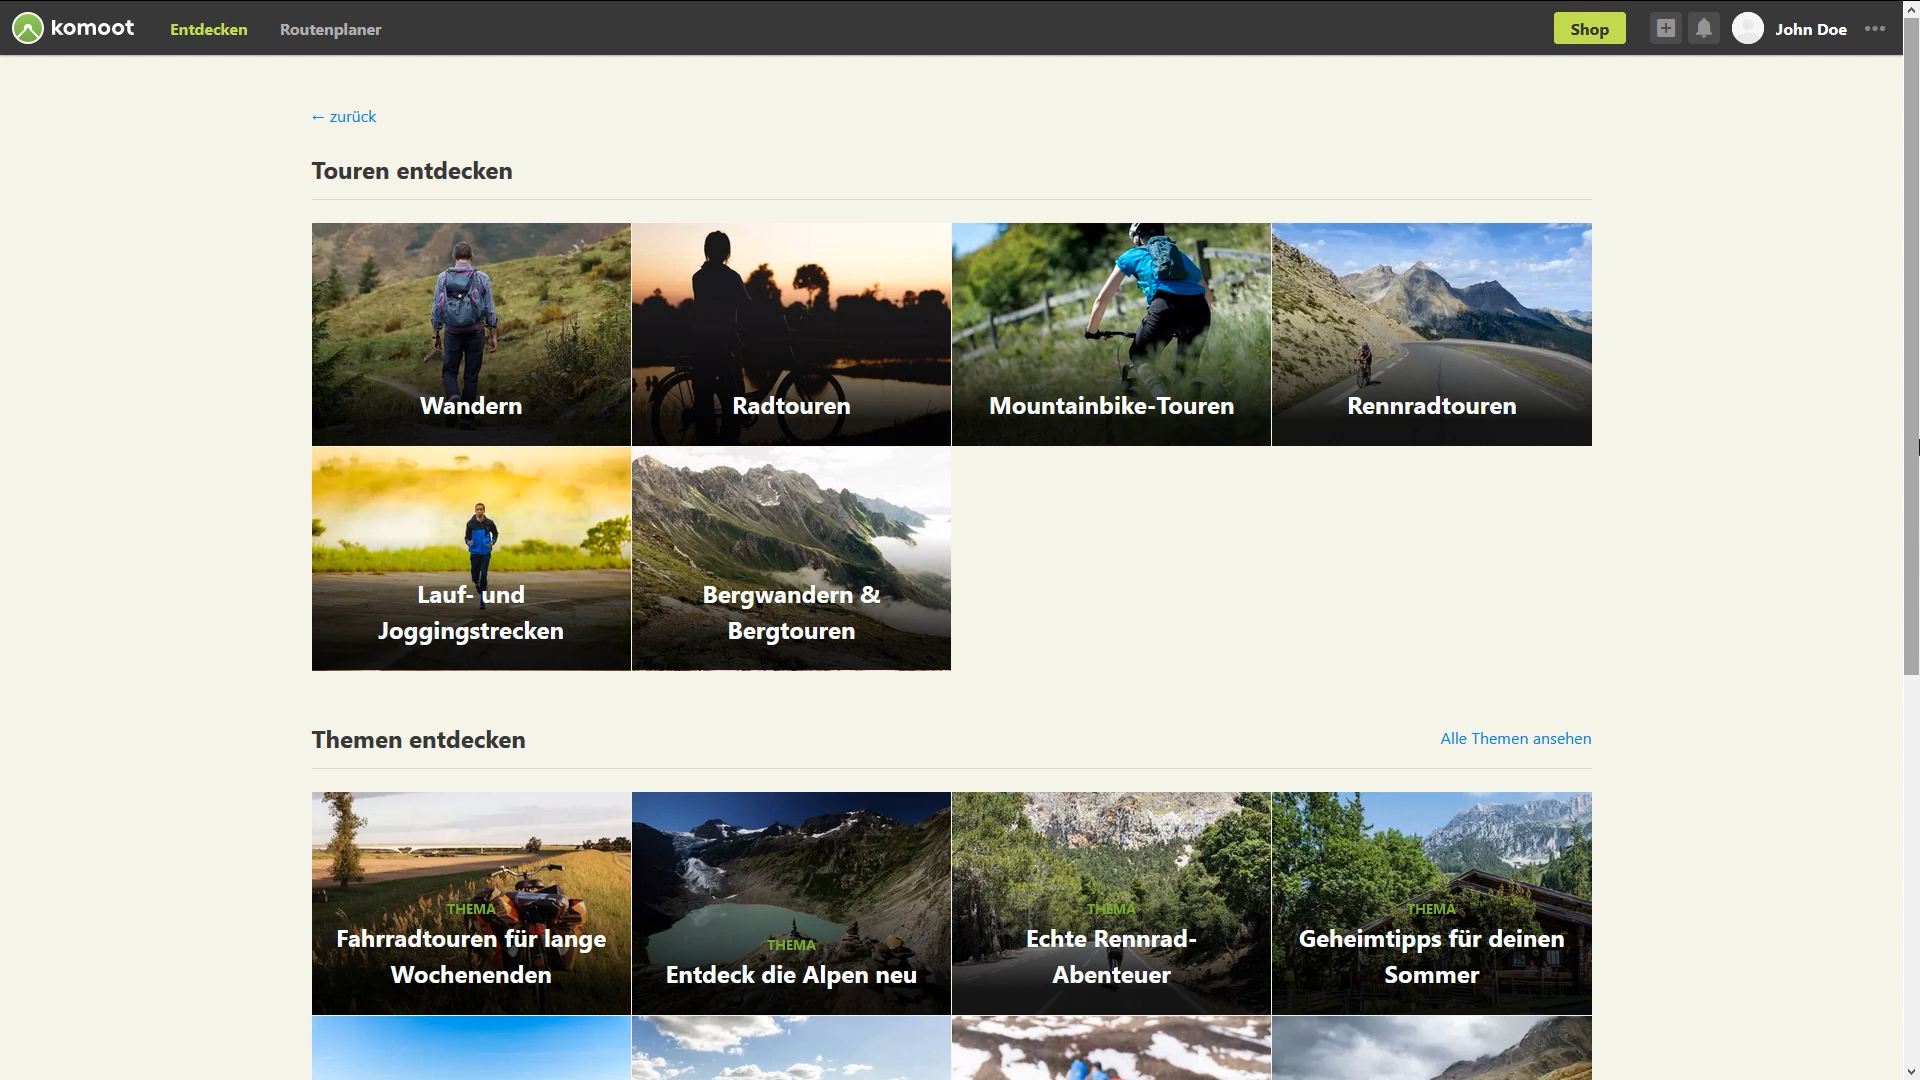 komoot
Entdecken
Routenplaner
Shop
John Doe
← zurück
Touren entdecken
Wandern
Radtouren
Mountainbike-Touren
Rennradtouren
Lauf- und
Joggingstrecken
Bergwandern &
Bergtouren
Themen entdecken
Alle Themen ansehen
THEMA
Fahrradtouren für lange
Wochenenden
THEMA
Entdeck die Alpen neu
THEMA
Echte Rennrad-
Abenteuer
THEMA
Geheimtipps für deinen
Sommer